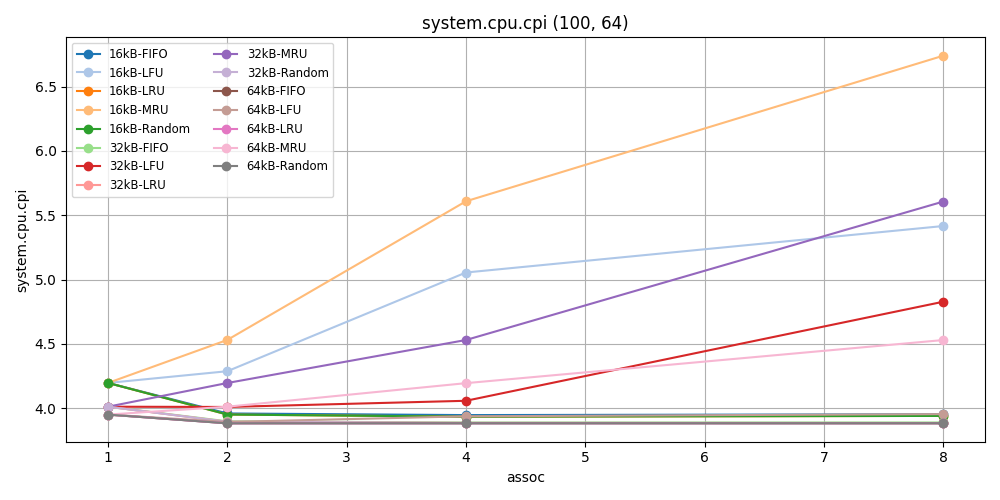 system.cpu.cpi (100, 64)
16kB-FIFO
16kB-LFU
16kB-LRU
16kB-MRU
16kB-Random
32kB-FIFO
32kB-LFU
32kB-LRU
32kB-MRU
32kB-Random
64kB-FIFO
64kB-LFU
64kB-LRU
64kB-MRU
64kB-Random
system.cpu.cpi
6.5
6.0
5.5
5.0
4.5
4.0
1 2 3 4 5 6 7 8
assoc